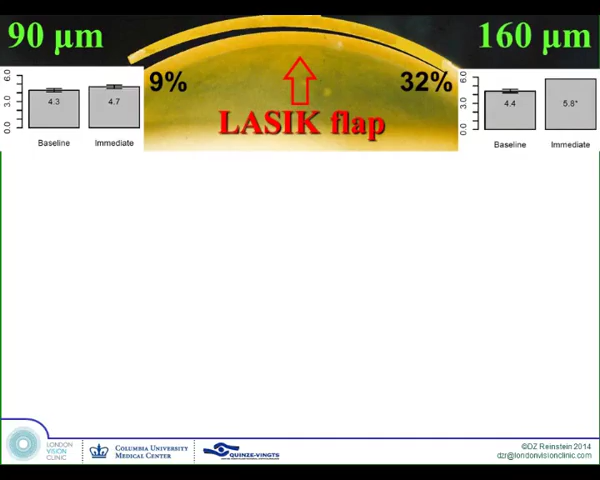 90 µm
160 µm
9%
32%
LASIK flap
6.0
3.0
0.0
4.3
4.7
Baseline
Immediate
6.0
3.0
0.0
4.4
5.8*
Baseline
Immediate
LONDON
VISION
CLINIC
COLUMBIA UNIVERSITY
MEDICAL CENTER
QUINZE-VINGTS
©DZ Reinstein 2014
dzr@londonvisionclinic.com